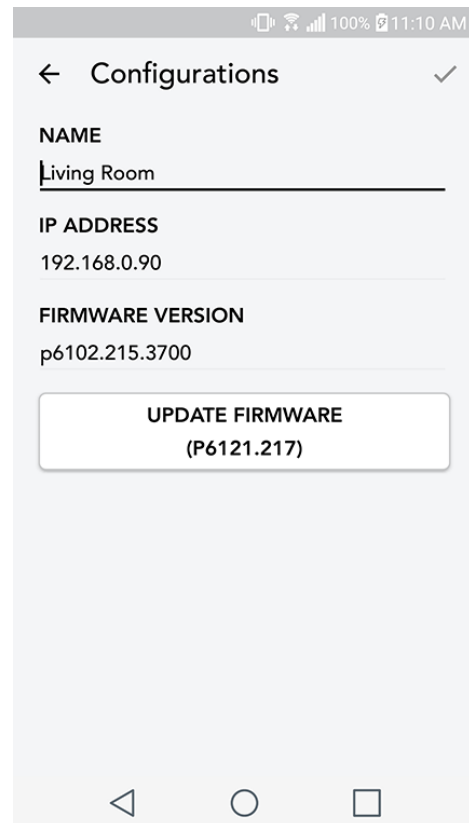 100% 11:10 AM
Configurations
NAME
Living Room
IP ADDRESS
192.168.0.90
FIRMWARE VERSION
p6102.215.3700
UPDATE FIRMWARE
(P6121.217)